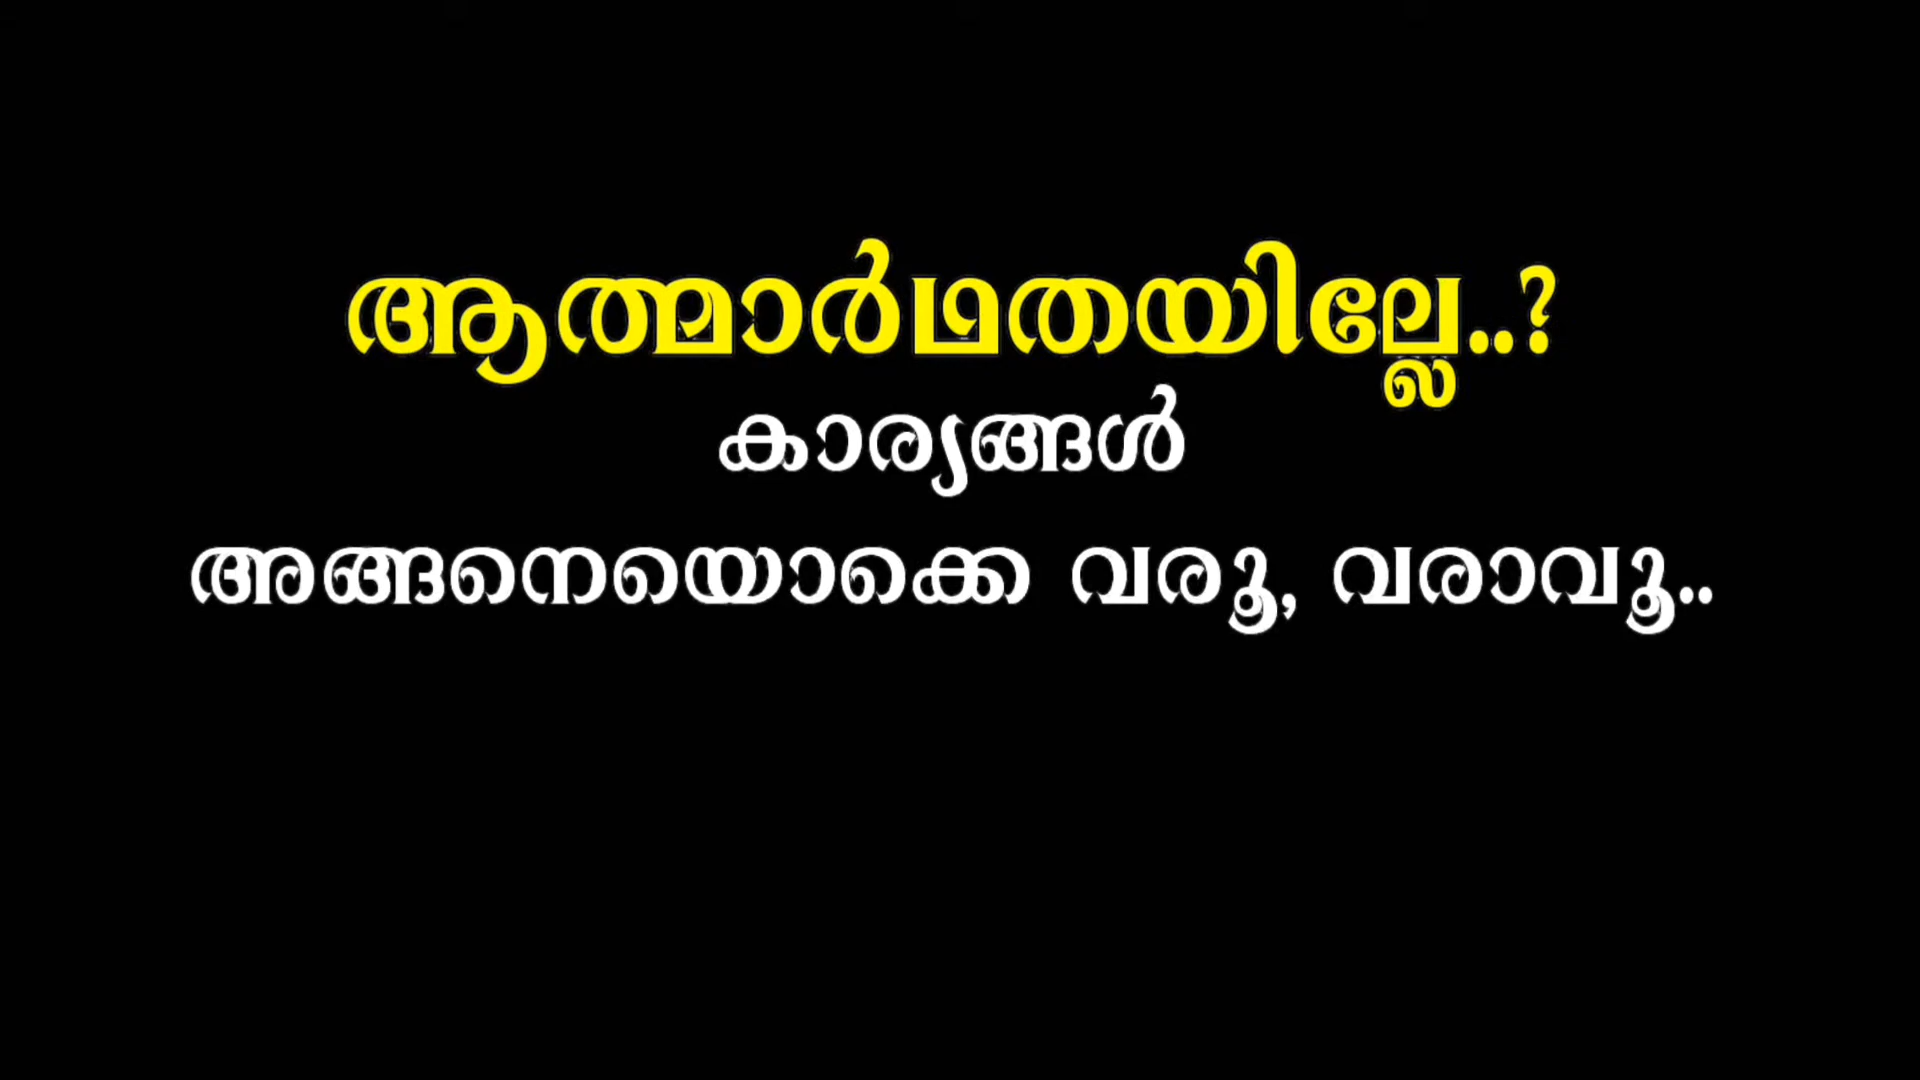 ആത്മാർഥതയില്ലേ..?
കാര്യങ്ങൾ
അങ്ങനെയൊക്കെ വരൂ, വരാവൂ..